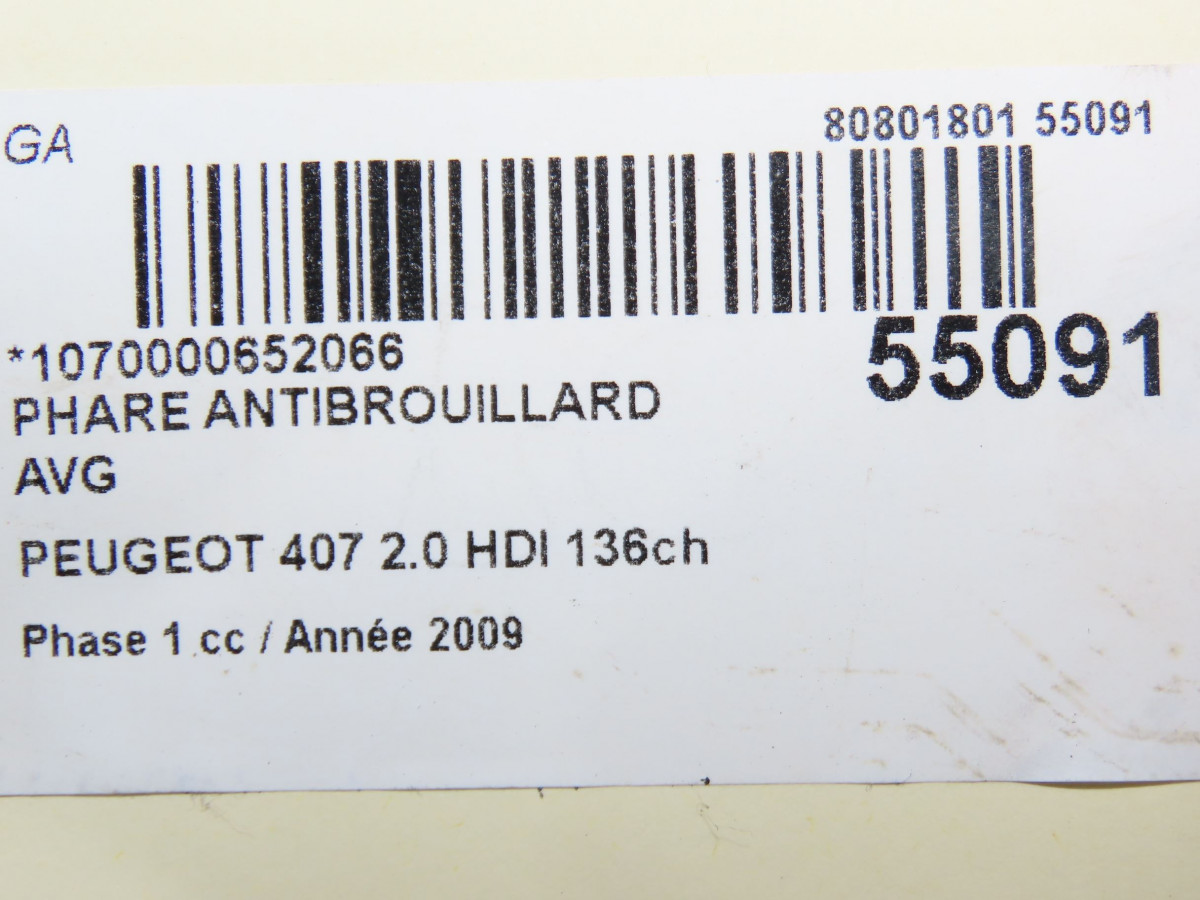 GA
80801801 55091
*1070000652066
55091
PHARE ANTIBROUILLARD
AVG
PEUGEOT 407 2.0 HDI 136ch
Phase 1 cc / Année 2009